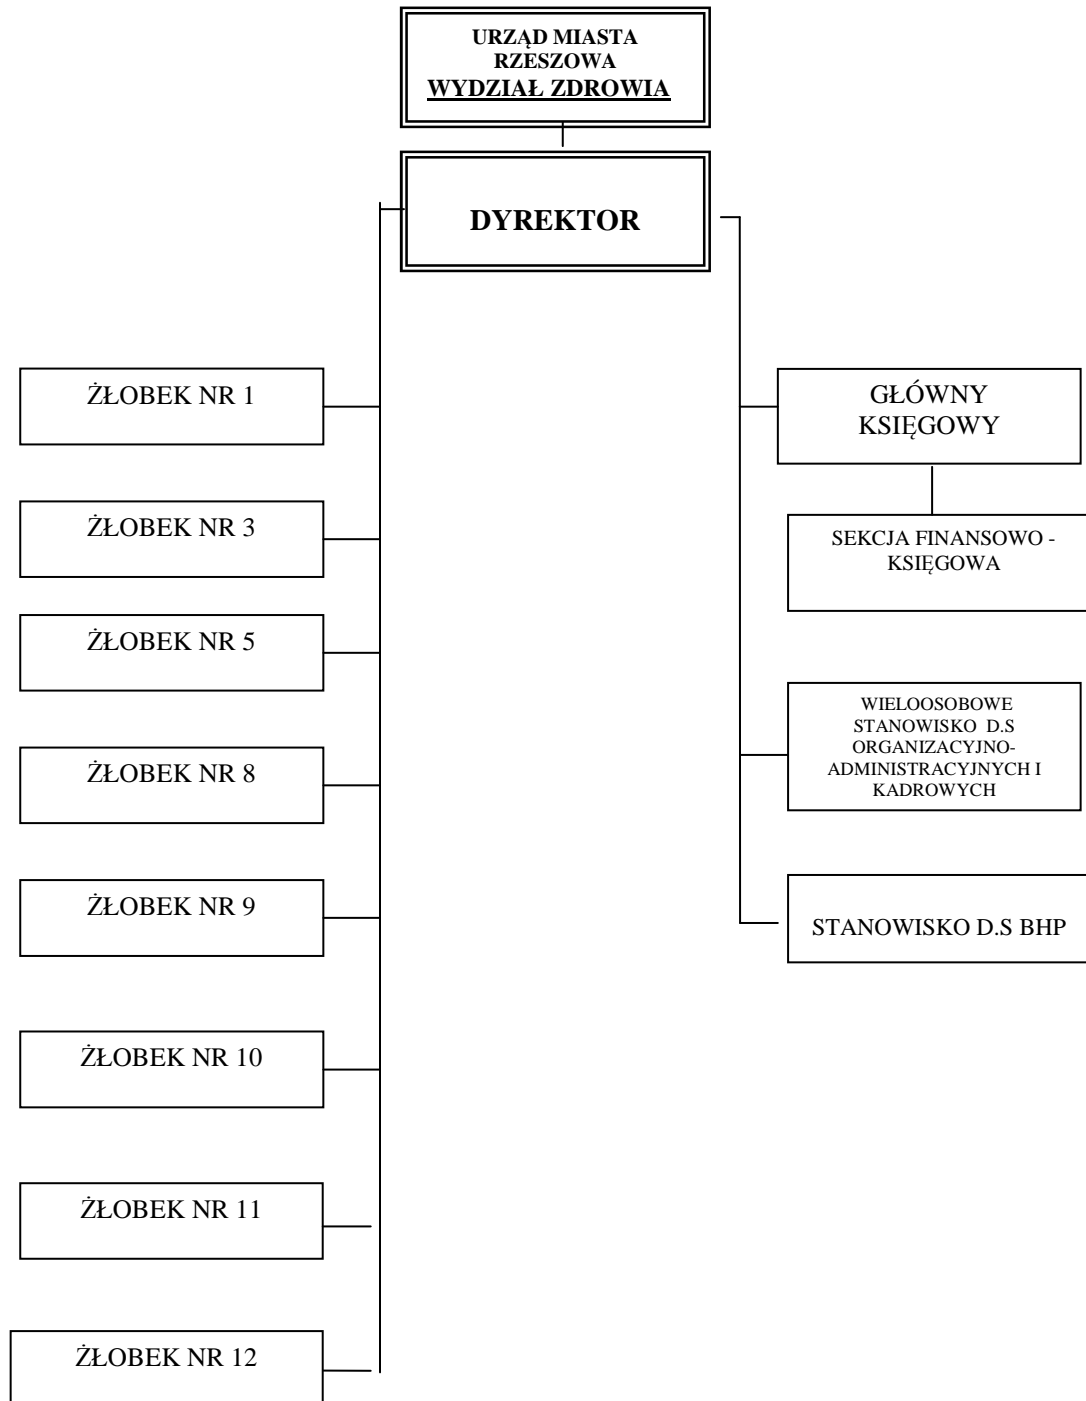 URZĄD MIASTA
RZESZOWA
WYDZIAŁ ZDROWIA
DYREKTOR
ŻŁOBEK NR 1
ŻŁOBEK NR 3
ŻŁOBEK NR 5
ŻŁOBEK NR 8
ŻŁOBEK NR 9
ŻŁOBEK NR 10
ŻŁOBEK NR 11
ŻŁOBEK NR 12
GŁÓWNY
KSIĘGOWY
SEKCJA FINANSOWO -
KSIĘGOWA
WIELOOSOBOWE
STANOWISKO D.S
ORGANIZACYJNO-
ADMINISTRACYJNYCH I
KADROWYCH
STANOWISKO D.S BHP